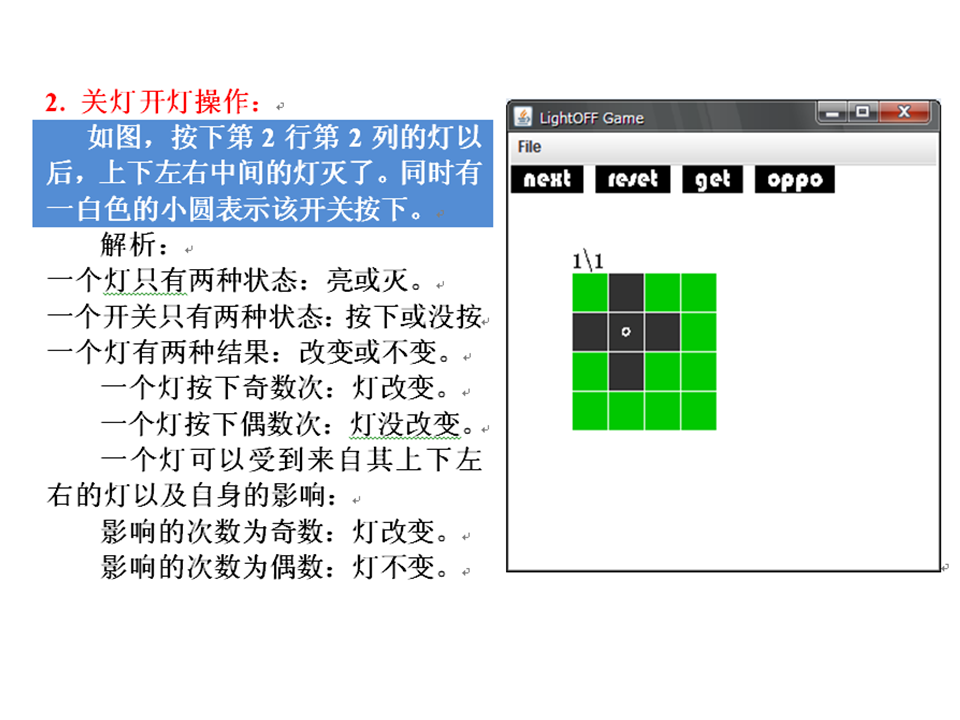 2. 关灯开灯操作：
如图，按下第 2 行第 2 列的灯以
后，上下左右中间的灯灭了。同时有
一白色的小圆表示该开关按下。
解析：
一个灯只有两种状态：亮或灭。
一个开关只有两种状态：按下或没按
一个灯有两种结果：改变或不变。
一个灯按下奇数次：灯改变。
一个灯按下偶数次：灯没改变。
一个灯可以受到来自其上下左
右的灯以及自身的影响：
影响的次数为奇数：灯改变。
影响的次数为偶数：灯不变。
LightOFF Game
File
next reset get oppo
1\1